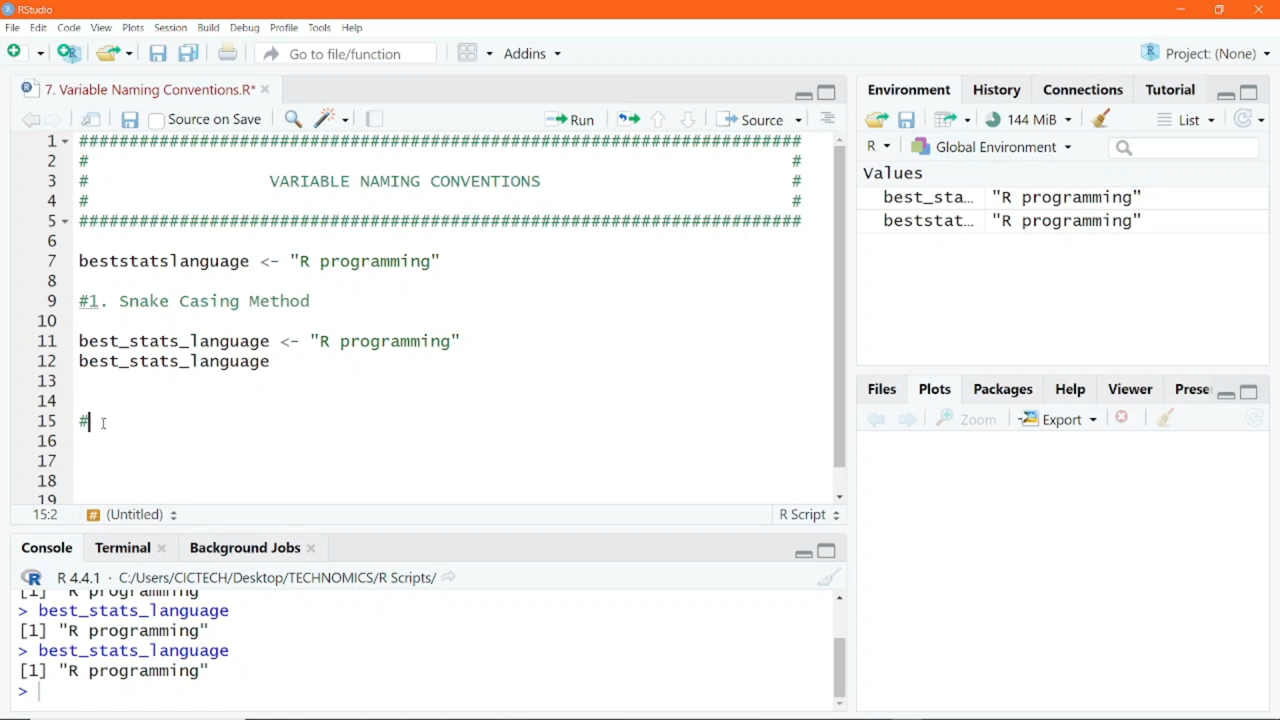 RStudio
File Edit Code View Plots Session Build Debug Profile Tools Help
Go to file/function Addins Project: (None)
7. Variable Naming Conventions.R*
Source on Save Run Source
1 ########################################################################
2 # #
3 # VARIABLE NAMING CONVENTIONS #
4 # #
5 ########################################################################
6
7 beststatslanguage <- "R programming"
8
9 #1. Snake Casing Method
10
11 best_stats_language <- "R programming"
12 best_stats_language
13
14
15 #
16
17
18
19
15:2 (Untitled) R Script
Console Terminal Background Jobs
R 4.4.1 · C:/Users/CICTECH/Desktop/TECHNOMICS/R Scripts/
[1] "R programming"
> best_stats_language
[1] "R programming"
> best_stats_language
[1] "R programming"
>
Environment History Connections Tutorial
144 MiB List
R Global Environment
Values
best_sta… "R programming"
beststat… "R programming"
Files Plots Packages Help Viewer Prese
Zoom Export